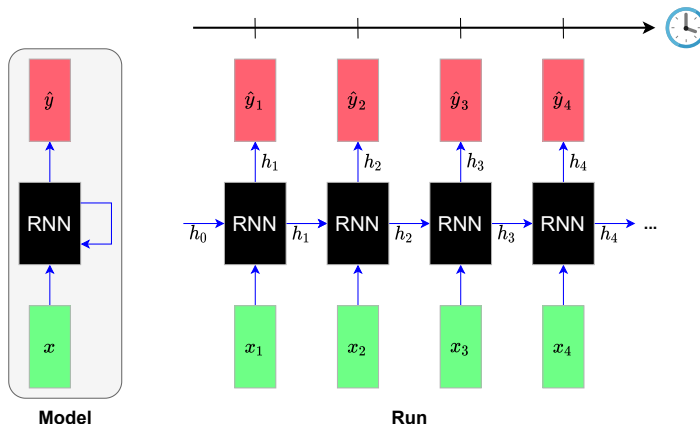 ŷ
ŷ₁ ŷ₂ ŷ₃ ŷ₄
h₁ h₂ h₃ h₄
RNN RNN RNN RNN RNN
h₀ h₁ h₂ h₃ h₄ ...
x x₁ x₂ x₃ x₄
Model Run